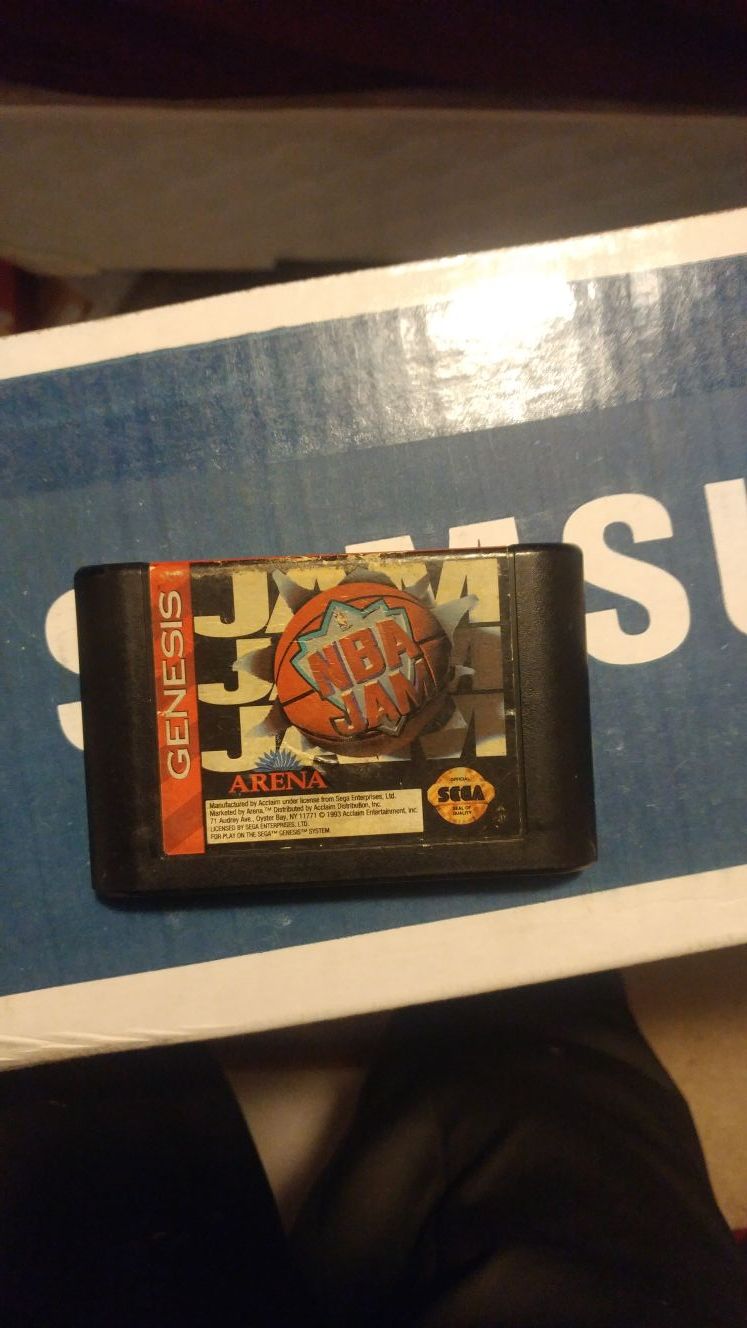 SAMSU
GENESIS
JAM
JAM
JAM
NBA
JAM
ARENA
Manufactured by Acclaim under license from Sega Enterprises, Ltd.
Marketed by Arena.™ Distributed by Acclaim Distribution, Inc.
71 Audrey Ave., Oyster Bay, NY 11771 © 1993 Acclaim Entertainment, Inc.
LICENSED BY SEGA ENTERPRISES, LTD.
FOR PLAY ON THE SEGA™ GENESIS™ SYSTEM.
OFFICIAL
SEGA
SEAL OF
QUALITY